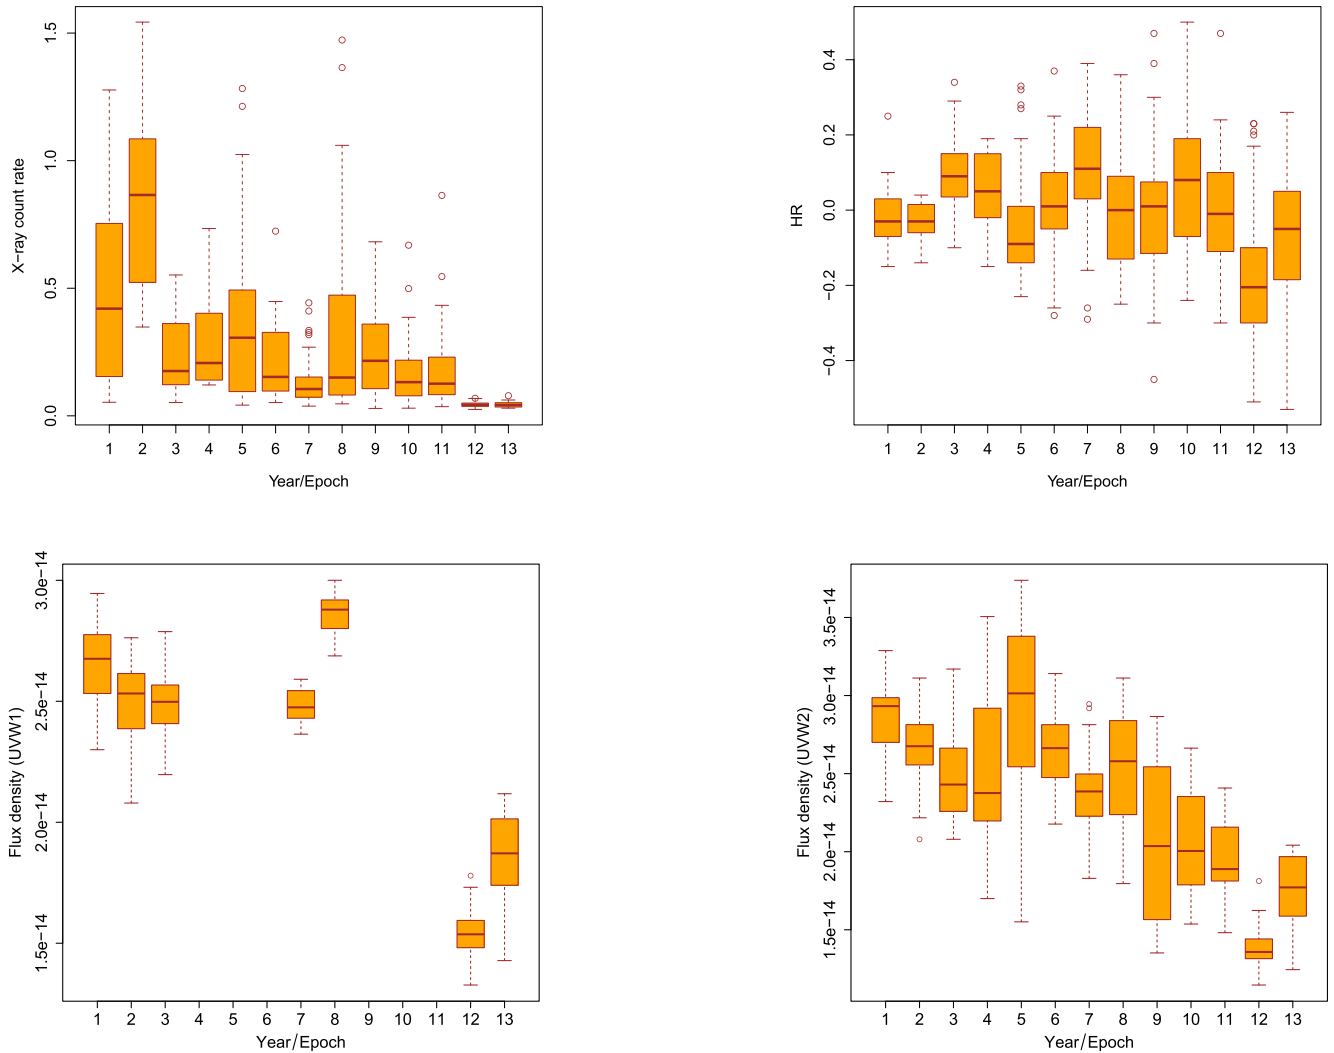 X−ray count rate
1.5
1.0
0.5
0.0
1 2 3 4 5 6 7 8 9 10 11 12 13
Year/Epoch
HR
0.4
0.2
0.0
−0.2
−0.4
1 2 3 4 5 6 7 8 9 10 11 12 13
Year/Epoch
Flux density (UVW1)
3.0e−14
2.5e−14
2.0e−14
1.5e−14
1 2 3 4 5 6 7 8 9 10 11 12 13
Year/Epoch
Flux density (UVW2)
3.5e−14
3.0e−14
2.5e−14
2.0e−14
1.5e−14
1 2 3 4 5 6 7 8 9 10 11 12 13
Year/Epoch